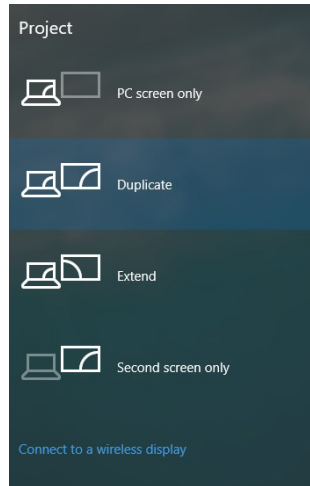 Project
PC screen only
Duplicate
Extend
Second screen only
Connect to a wireless display